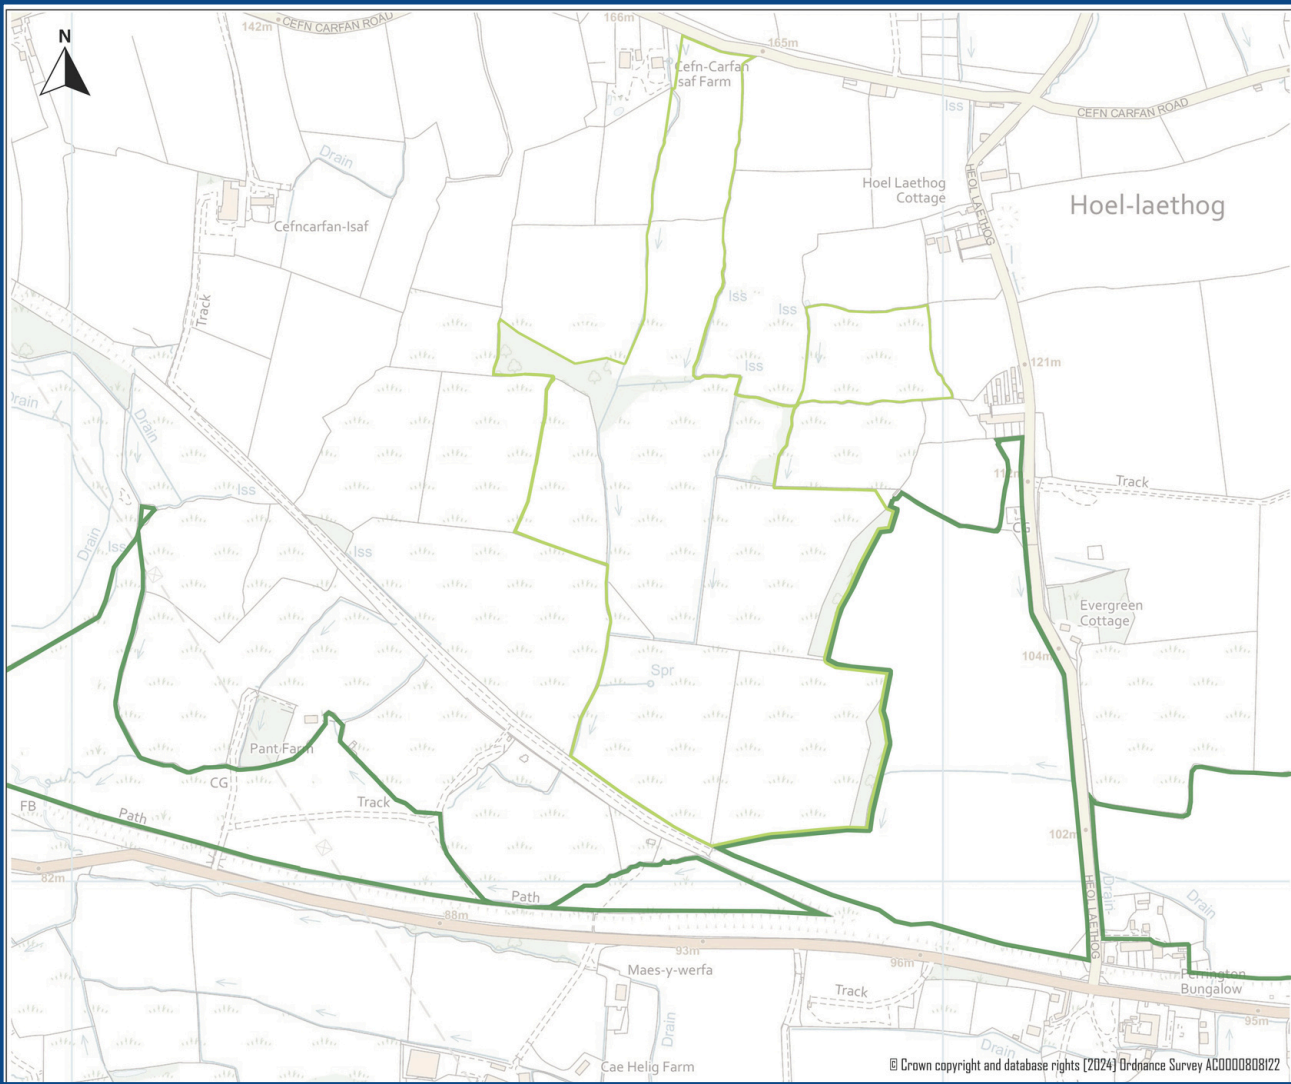 166m
142m
CEFN CARFAN ROAD
N
165m
Cefn-Carfan
saf Farm
Iss
CEFN CARFAN ROAD
Drain
HEOL LAETHOG
Hoel Laethog
Cottage
Hoel-laethog
Cefncarfan-Isaf
Track
Iss
Iss
Iss
121m
Drain
Drain
Track
Iss
CG
Drain
Iss
Iss
Evergreen
Cottage
104m
Spr
Pant Farm
CG
Track
FB
Path
102m
82m
Path
88m
HEOL LAETHOG
Drain
Drain
93m
96m
Maes-y-werfa
Track
Perrington
Bungalow
Drain
95m
Drain
Cae Helig Farm
© Crown copyright and database rights [2024] Ordnance Survey AC0000808122